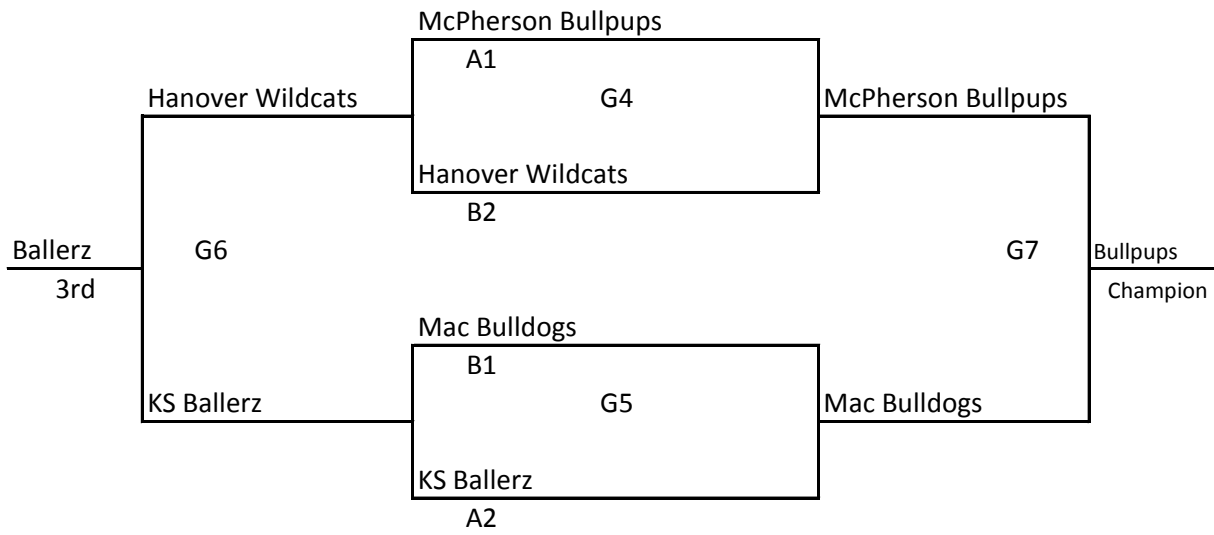 McPherson Bullpups
A1
Hanover Wildcats
G4
McPherson Bullpups
Hanover Wildcats
B2
Ballerz
G6
G7
Bullpups
3rd
Champion
Mac Bulldogs
B1
KS Ballerz
G5
Mac Bulldogs
KS Ballerz
A2